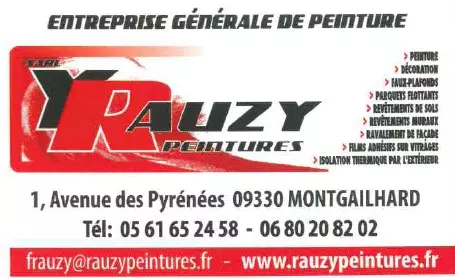 ENTREPRISE GÉNÉRALE DE PEINTURE
SARL
YRAUZY
PEINTURES
> PEINTURE
> DÉCORATION
> FAUX-PLAFONDS
> PARQUETS FLOTTANTS
> REVÊTEMENTS DE SOLS
> REVÊTEMENTS MURAUX
> RAVALEMENT DE FAÇADE
> FILMS ADHÉSIFS SUR VITRAGES
> ISOLATION THERMIQUE PAR L'EXTÉRIEUR
1, Avenue des Pyrénées 09330 MONTGAILHARD
Tél: 05 61 65 24 58 - 06 80 20 82 02
frauzy@rauzypeintures.fr - www.rauzypeintures.fr